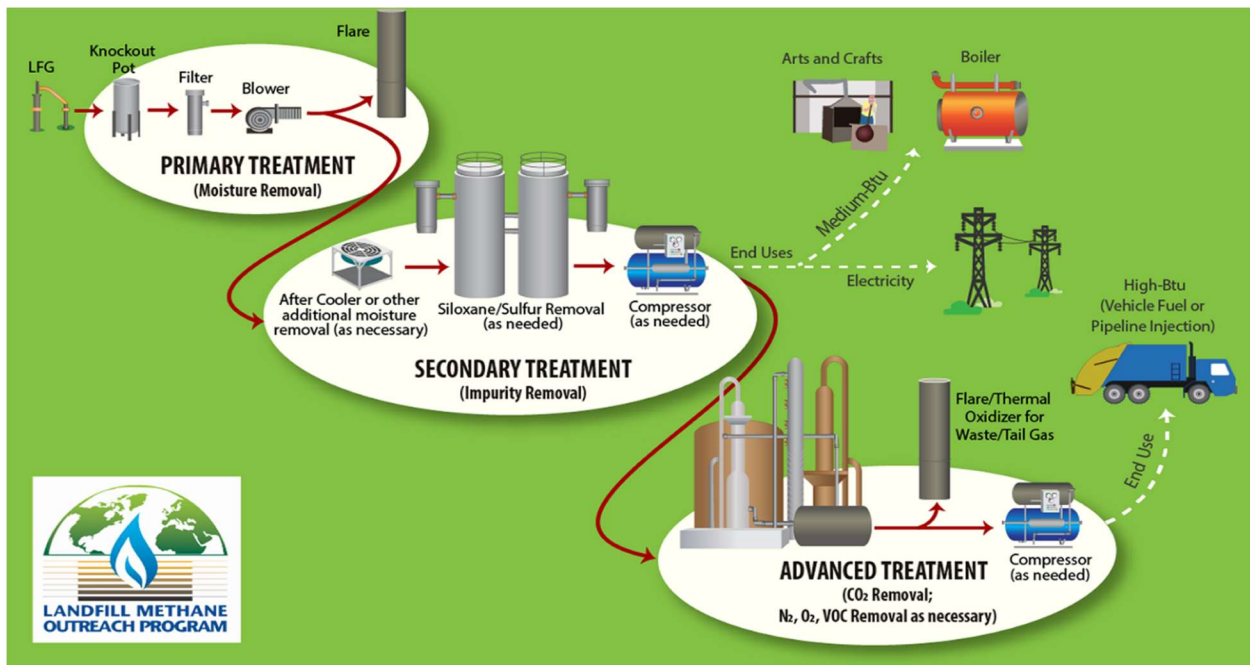 LFG
Knockout
Pot
Filter
Blower
Flare
PRIMARY TREATMENT
(Moisture Removal)
After Cooler or other
additional moisture
removal (as necessary)
Siloxane/Sulfur Removal
(as needed)
Compressor
(as needed)
SECONDARY TREATMENT
(Impurity Removal)
End Uses
Medium-Btu
Arts and Crafts
Boiler
Electricity
Flare/Thermal
Oxidizer for
Waste/Tail Gas
Compressor
(as needed)
ADVANCED TREATMENT
(CO₂ Removal;
N₂, O₂, VOC Removal as necessary)
End Use
High-Btu
(Vehicle Fuel or
Pipeline Injection)
LANDFILL METHANE
OUTREACH PROGRAM